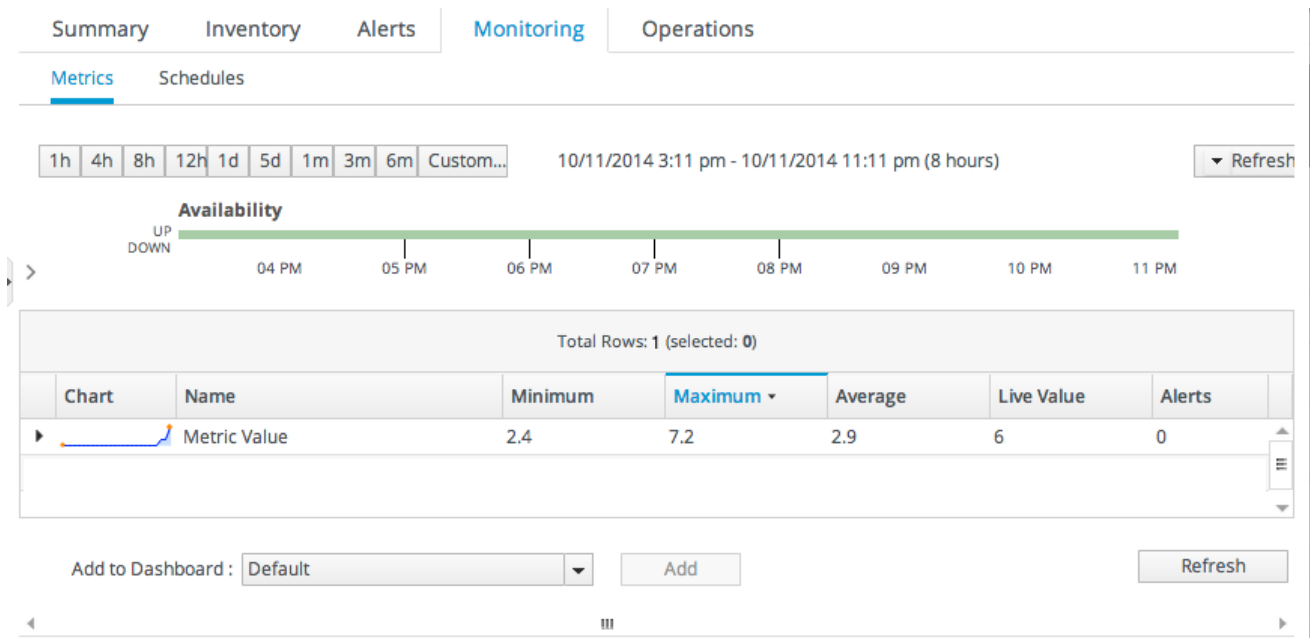 Summary Inventory Alerts Monitoring Operations
Metrics Schedules
1h 4h 8h 12h 1d 5d 1m 3m 6m Custom... 10/11/2014 3:11 pm - 10/11/2014 11:11 pm (8 hours) Refresh
Availability
UP
DOWN
04 PM 05 PM 06 PM 07 PM 08 PM 09 PM 10 PM 11 PM
Total Rows: 1 (selected: 0)
Chart Name Minimum Maximum Average Live Value Alerts
Metric Value 2.4 7.2 2.9 6 0
Add to Dashboard : Default Add Refresh